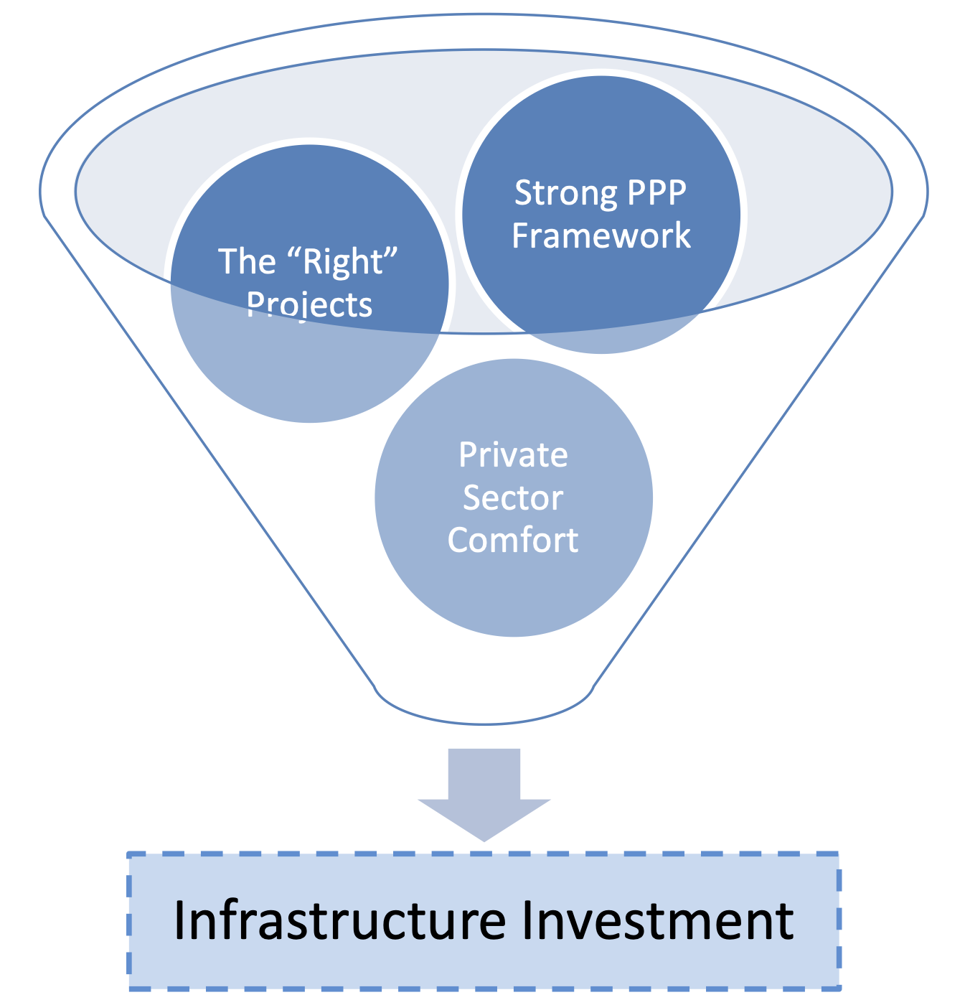 Strong PPP
Framework
The “Right”
Projects
Private
Sector
Comfort
Infrastructure Investment